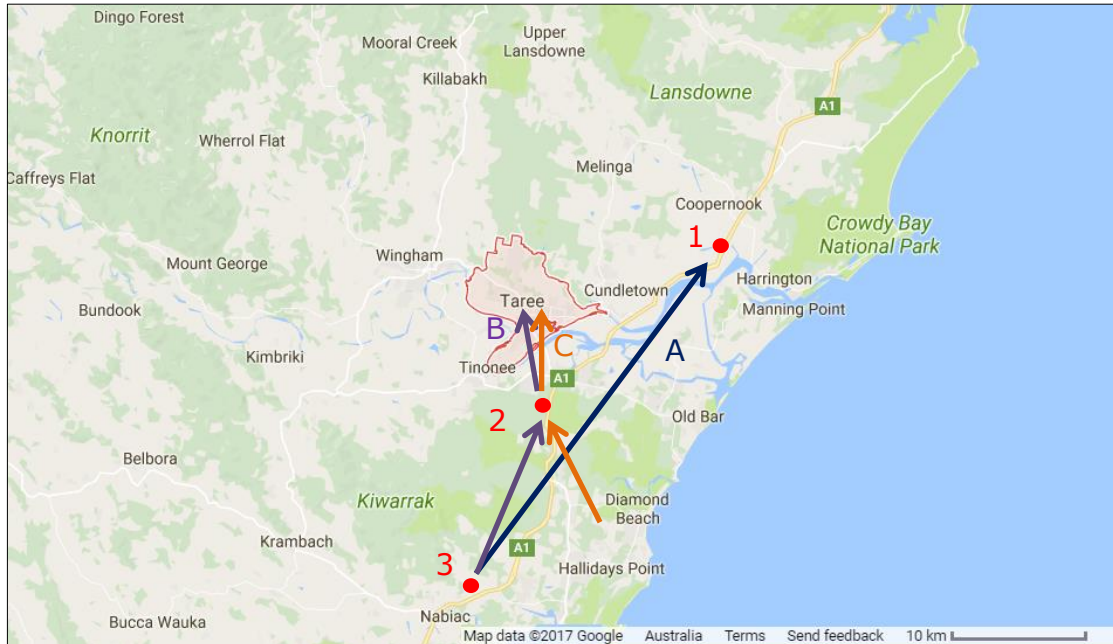 Dingo Forest
Mooral Creek
Upper
Lansdowne
Killabakh
Lansdowne
A1
Knorrit
Wherrol Flat
Caffreys Flat
Melinga
Coopernook
1
Crowdy Bay
National Park
Wingham
Mount George
Harrington
Cundletown
Taree
Manning Point
Bundook
B
C
A
Kimbriki
Tinonee
A1
2
Old Bar
Belbora
Kiwarrak
Diamond
Beach
Krambach
A1
3
Hallidays Point
Nabiac
Bucca Wauka
Map data ©2017 Google Australia Terms Send feedback 10 km